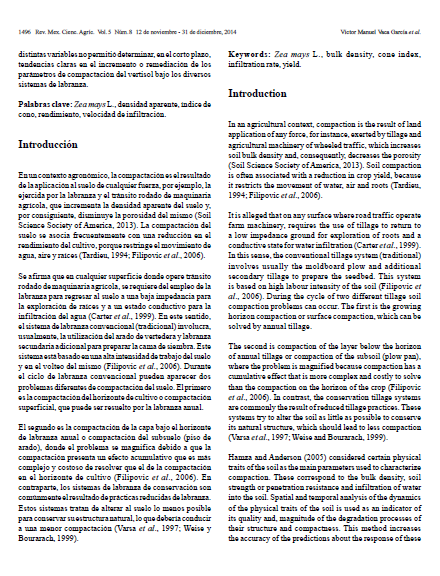 1496 Rev. Mex. Cienc. Agríc. Vol. 5 Núm. 8 12 de noviembre - 31 de diciembre, 2014
Victor Manuel Vaca García et al.
distintas variables no permitió determinar, en el corto plazo,
tendencias claras en el incremento o remediación de los
parámetros de compactación del vertisol bajo los diversos
sistemas de labranza.
Palabras clave: Zea mays L., densidad aparente, índice de
cono, rendimiento, velocidad de infiltración.
Introducción
En un contexto agronómico, la compactación es el resultado
de la aplicación al suelo de cualquier fuerza, por ejemplo, la
ejercida por la labranza y el tránsito rodado de maquinaria
agrícola, que incrementa la densidad aparente del suelo y,
por consiguiente, disminuye la porosidad del mismo (Soil
Science Society of America, 2013). La compactación del
suelo se asocia frecuentemente con una reducción en el
rendimiento del cultivo, porque restringe el movimiento de
agua, aire y raíces (Tardieu, 1994; Filipovic et al., 2006).
Se afirma que en cualquier superficie donde opere tránsito
rodado de maquinaria agrícola, se requiere del empleo de la
labranza para regresar al suelo a una baja impedancia para
la exploración de raíces y a un estado conductivo para la
infiltración del agua (Carter et al., 1999). En este sentido,
el sistema de labranza convencional (tradicional) involucra,
usualmente, la utilización del arado de vertedera y labranza
secundaria adicional para preparar la cama de siembra. Este
sistema está basado en una alta intensidad de trabajo del suelo
y en el volteo del mismo (Filipovic et al., 2006). Durante
el ciclo de labranza convencional pueden aparecer dos
problemas diferentes de compactación del suelo. El primero
es la compactación del horizonte de cultivo o compactación
superficial, que puede ser resuelto por la labranza anual.
El segundo es la compactación de la capa bajo el horizonte
de labranza anual o compactación del subsuelo (piso de
arado), donde el problema se magnifica debido a que la
compactación presenta un efecto acumulativo que es más
complejo y costoso de resolver que el de la compactación
en el horizonte de cultivo (Filipovic et al., 2006). En
contraparte, los sistemas de labranza de conservación son
comúnmente el resultado de prácticas reducidas de labranza.
Estos sistemas tratan de alterar al suelo lo menos posible
para conservar su estructura natural, lo que debería conducir
a una menor compactación (Varsa et al., 1997; Weise y
Bourarach, 1999).
Keywords: Zea mays L., bulk density, cone index,
infiltration rate, yield.
Introduction
In an agricultural context, compaction is the result of land
application of any force, for instance, exerted by tillage and
agricultural machinery of wheeled traffic, which increases
soil bulk density and, consequently, decreases the porosity
(Soil Science Society of America, 2013). Soil compaction
is often associated with a reduction in crop yield, because
it restricts the movement of water, air and roots (Tardieu,
1994; Filipovic et al., 2006).
It is alleged that on any surface where road traffic operate
farm machinery, requires the use of tillage to return to
a low impedance ground for exploration of roots and a
conductive state for water infiltration (Carter et al., 1999).
In this sense, the conventional tillage system (traditional)
involves usually the moldboard plow and additional
secondary tillage to prepare the seedbed. This system
is based on high labour intensity of the soil (Filipovic et
al., 2006). During the cycle of two different tillage soil
compaction problems can occur. The first is the growing
horizon compaction or surface compaction, which can be
solved by annual tillage.
The second is compaction of the layer below the horizon
of annual tillage or compaction of the subsoil (plow pan),
where the problem is magnified because compaction has a
cumulative effect that is more complex and costly to solve
than the compaction on the horizon of the crop (Filipovic
et al., 2006). In contrast, the conservation tillage systems
are commonly the result of reduced tillage practices. These
systems try to alter the soil as little as possible to conserve
its natural structure, which should lead to less compaction
(Varsa et al., 1997; Weise and Bourarach, 1999).
Hamza and Anderson (2005) considered certain physical
traits of the soil as the main parameters used to characterize
compaction. These correspond to the bulk density, soil
strength or penetration resistance and infiltration of water
into the soil. Spatial and temporal analysis of the dynamics
of the physical traits of the soil is used as an indicator of
its quality and, magnitude of the degradation processes of
their structure and compactness. This method increases
the accuracy of the predictions about the response of these